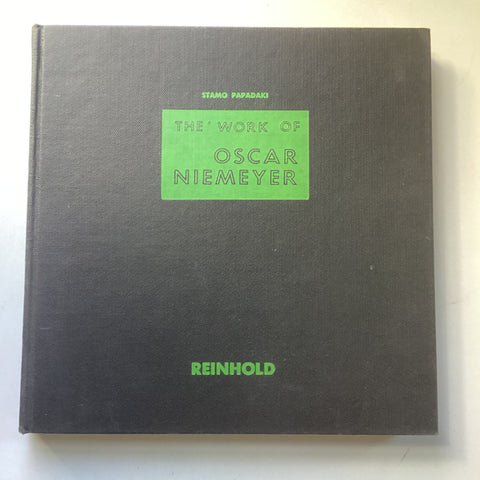 STAMO PAPADAKI
THE WORK OF
OSCAR
NIEMEYER
REINHOLD